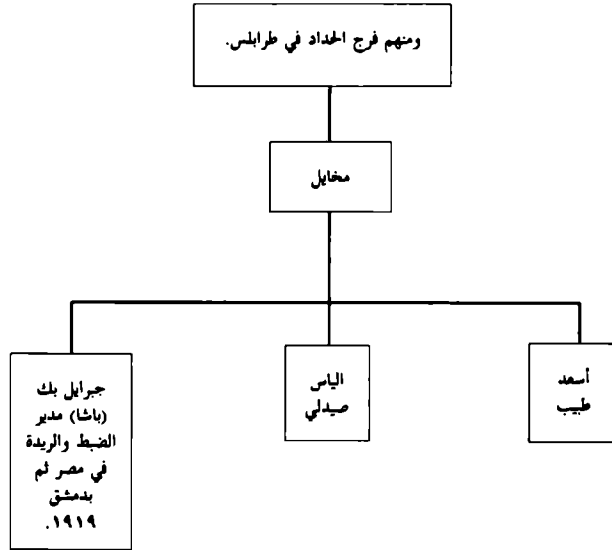 ومنهم فرج الحداد في طرابلس.
مخايل
أسعد
طبيب
الياس
صيدلي
جبرايل بك
(باشا) مدير
الضبط والربدة
في مصر ثم
بدمشق
١٩١٩.